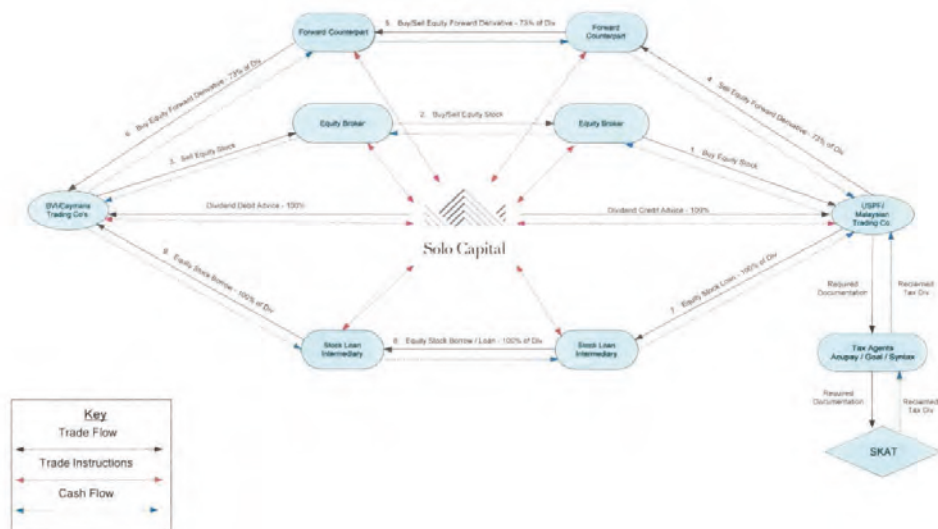 5. Buy/Sell Equity Forward Derivative - 73% of Div
Forward Counterpart
Forward
Counterpart
6. Buy Equity Forward Derivative - 73% of Div
4. Sell Equity Forward Derivative - 73% of Div
Equity Broker
2. Buy/Sell Equity Stock
Equity Broker
3. Sell Equity Stock
1. Buy Equity Stock
BVI/Caymans
Trading Co's
Dividend Debt Advice - 100%
Dividend Credit Advice - 100%
USPF/
Malaysian
Trading Co
Solo Capital
9. Equity Stock Borrow - 100% of Div
7. Equity Stock Loan - 100% of Div
Required
Documentation
Reclaimed
Tax Div
Stock Loan
Intermediary
8. Equity Stock Borrow / Loan - 100% of Div
Stock Loan
Intermediary
Tax Agents
Acupay / Goal / Syntax
Required
Documentation
Reclaimed
Tax Div
SKAT
Key
Trade Flow
Trade Instructions
Cash Flow